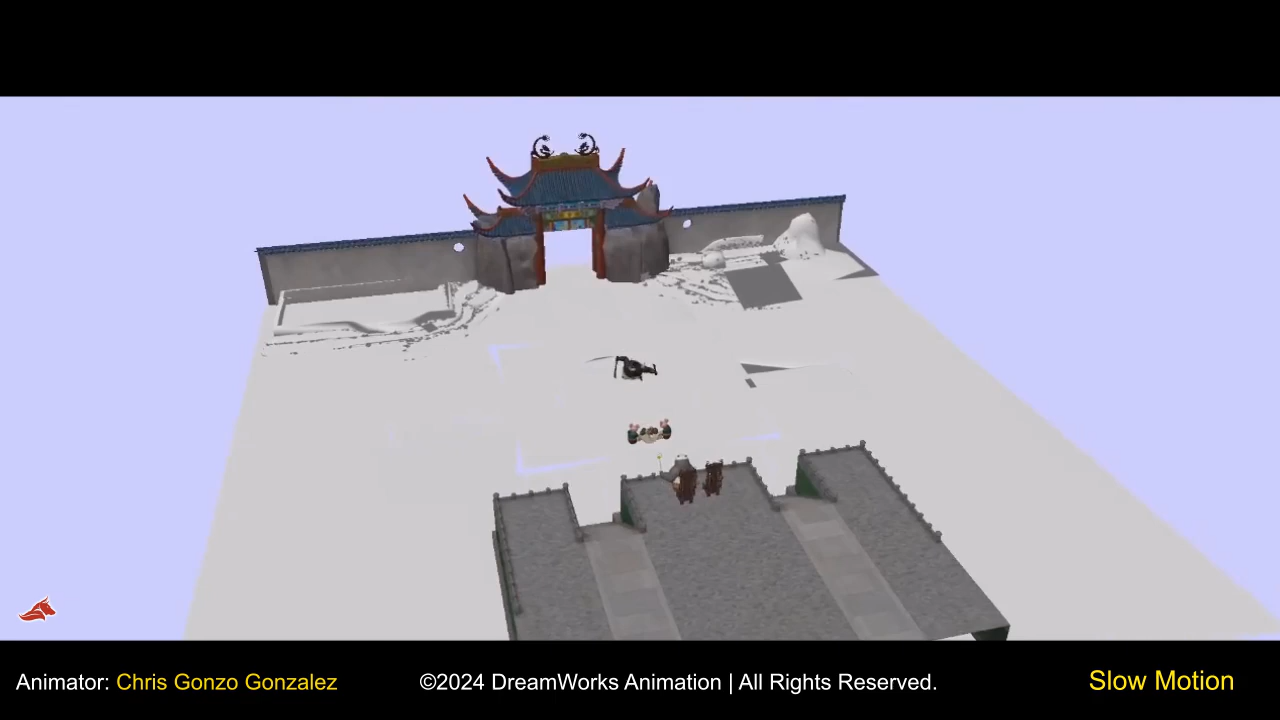 Animator: Chris Gonzo Gonzalez
©2024 DreamWorks Animation | All Rights Reserved.
Slow Motion